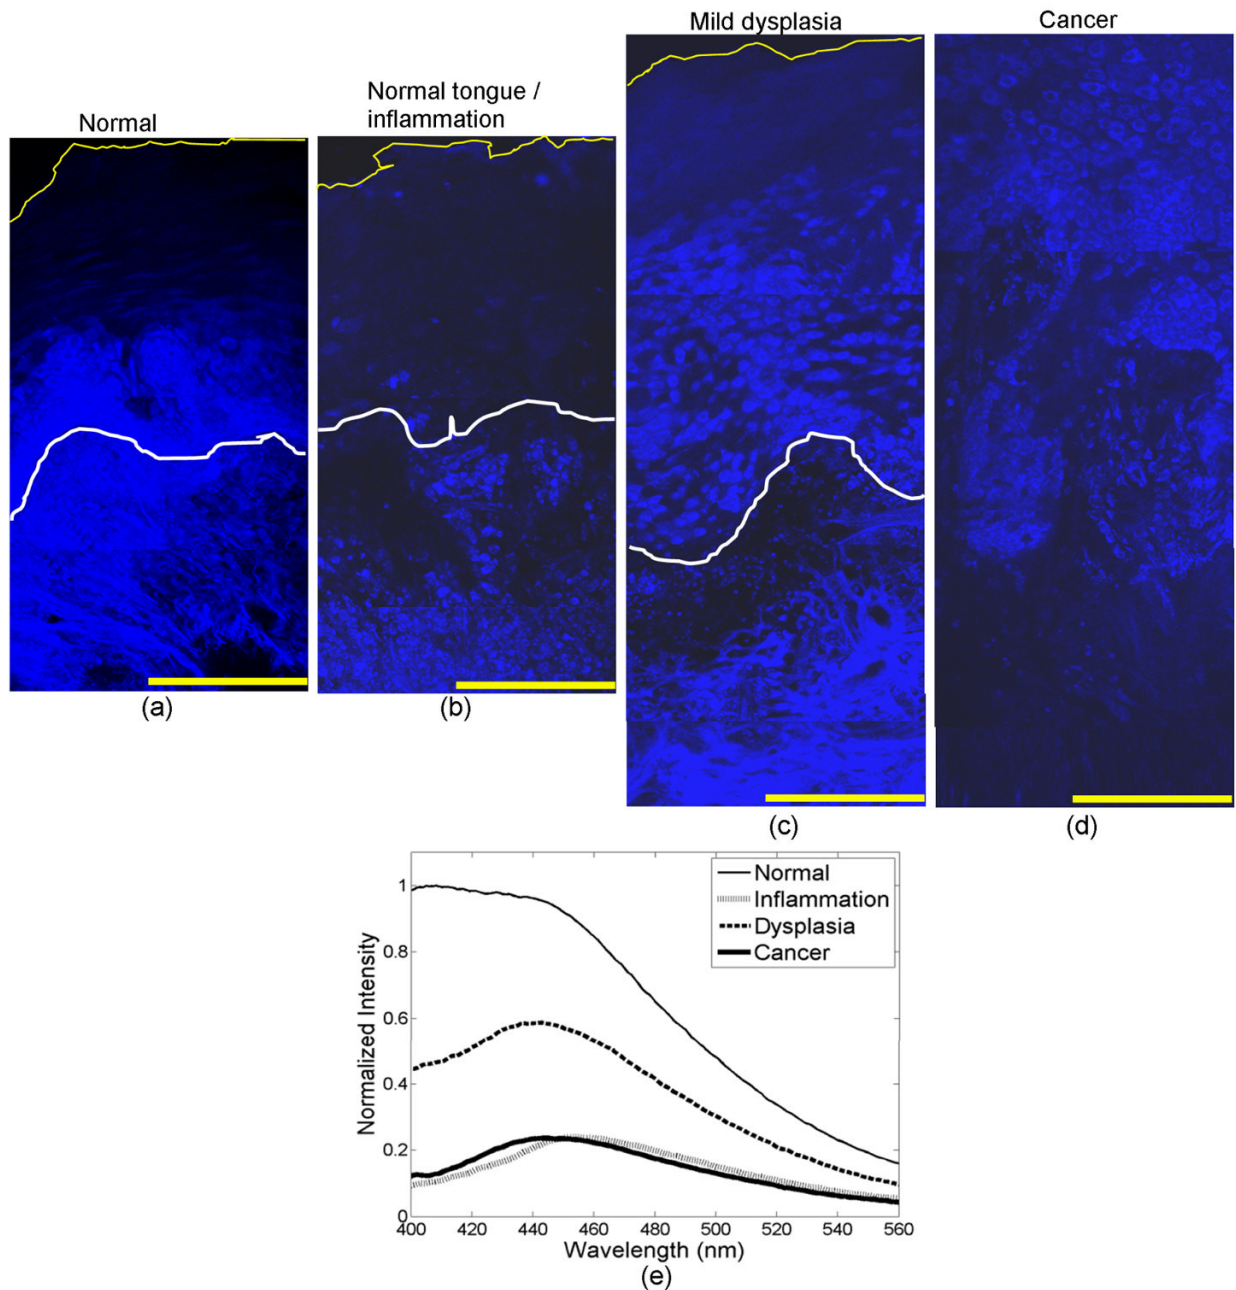 Mild dysplasia
Cancer
Normal tongue /
inflammation
Normal
(a)
(b)
(c)
(d)
Normal
Inflammation
Dysplasia
Cancer
Normalized Intensity
1
0.8
0.6
0.4
0.2
0
400 420 440 460 480 500 520 540 560
Wavelength (nm)
(e)